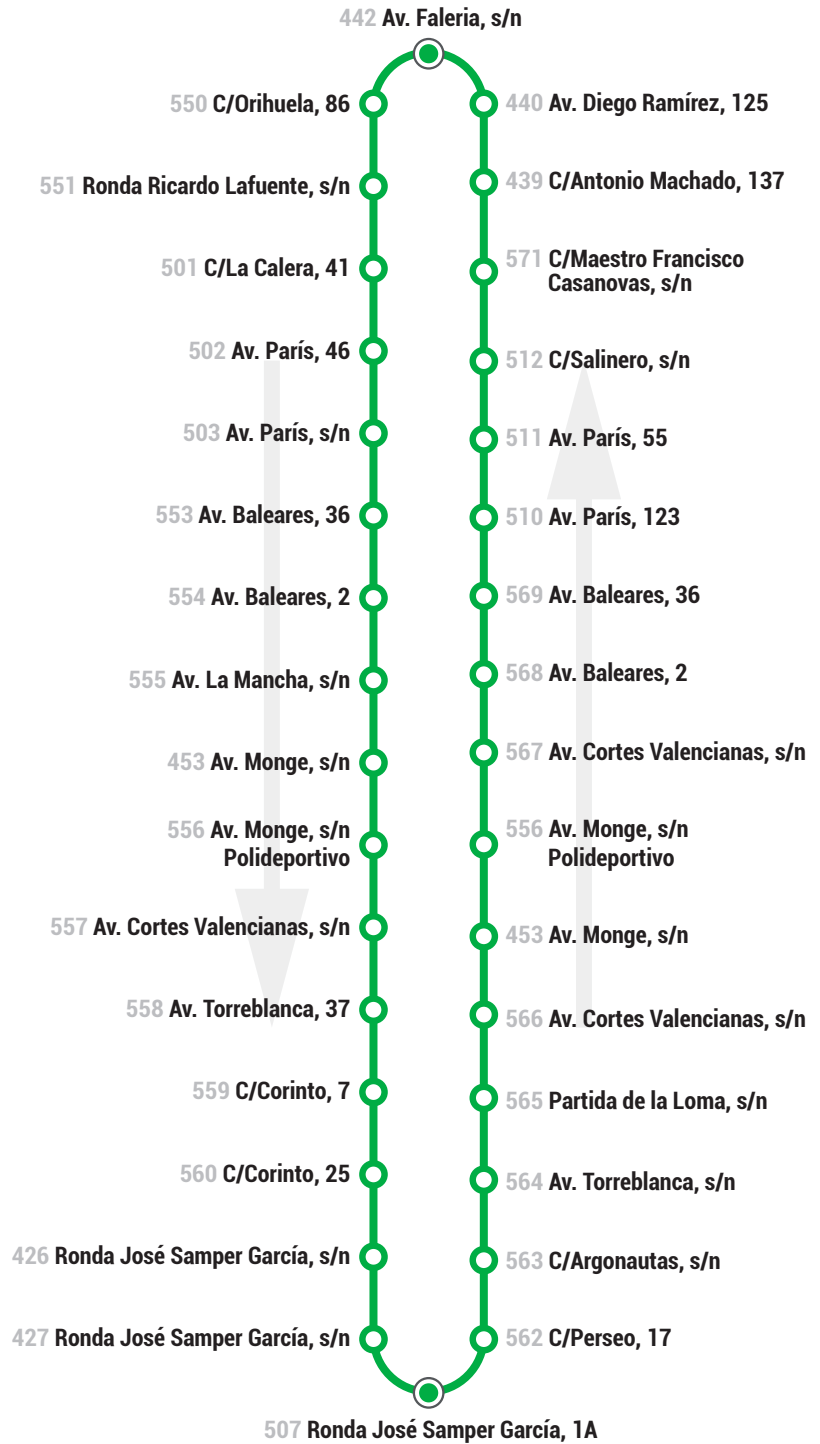 442 Av. Faleria, s/n
550 C/Orihuela, 86
551 Ronda Ricardo Lafuente, s/n
501 C/La Calera, 41
502 Av. París, 46
503 Av. París, s/n
553 Av. Baleares, 36
554 Av. Baleares, 2
555 Av. La Mancha, s/n
453 Av. Monge, s/n
556 Av. Monge, s/n
Polideportivo
557 Av. Cortes Valencianas, s/n
558 Av. Torreblanca, 37
559 C/Corinto, 7
560 C/Corinto, 25
426 Ronda José Samper García, s/n
427 Ronda José Samper García, s/n
440 Av. Diego Ramírez, 125
439 C/Antonio Machado, 137
571 C/Maestro Francisco
Casanovas, s/n
512 C/Salinero, s/n
511 Av. París, 55
510 Av. París, 123
569 Av. Baleares, 36
568 Av. Baleares, 2
567 Av. Cortes Valencianas, s/n
556 Av. Monge, s/n
Polideportivo
453 Av. Monge, s/n
566 Av. Cortes Valencianas, s/n
565 Partida de la Loma, s/n
564 Av. Torreblanca, s/n
563 C/Argonautas, s/n
562 C/Perseo, 17
507 Ronda José Samper García, 1A